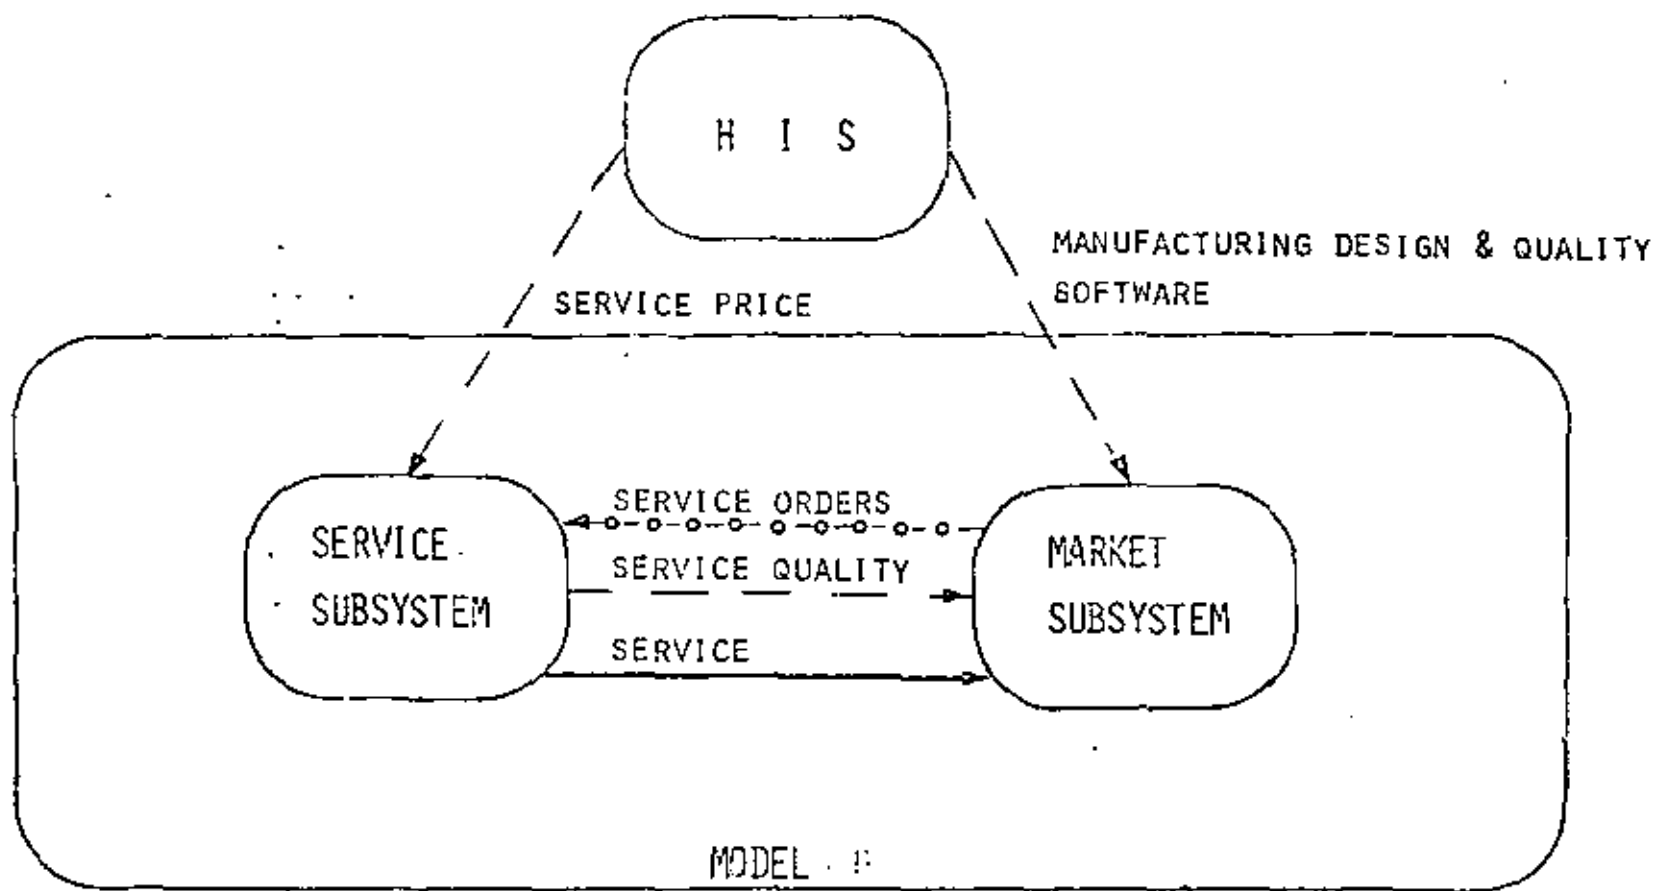 H I S
MANUFACTURING DESIGN & QUALITY
SOFTWARE
SERVICE PRICE
SERVICE ORDERS
SERVICE
SUBSYSTEM
SERVICE QUALITY
MARKET
SUBSYSTEM
SERVICE
MODEL